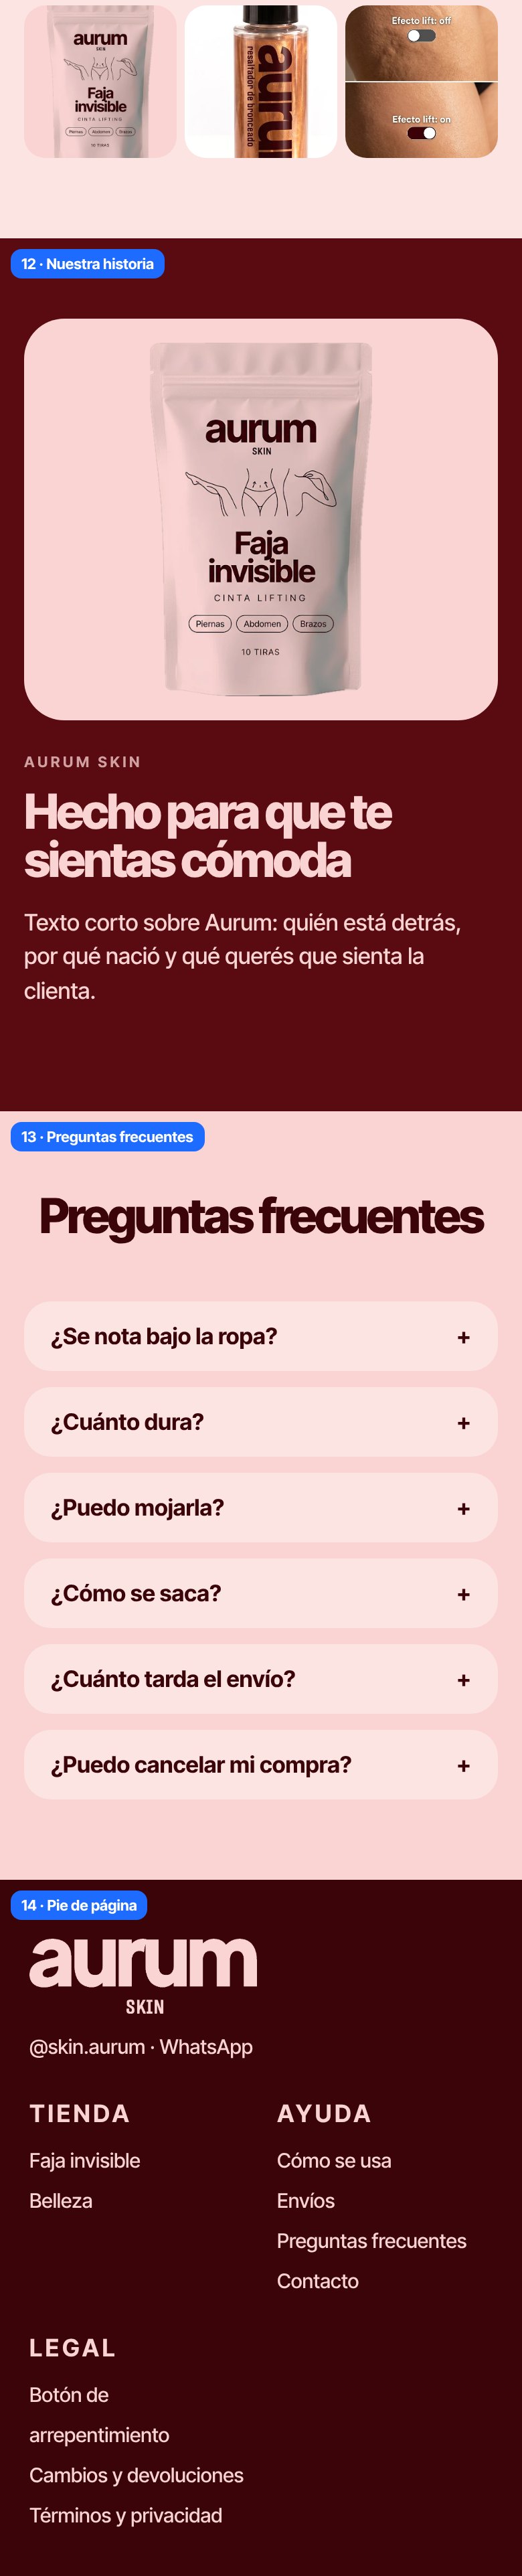 aurum
SKIN
Faja
invisible
CINTA LIFTING
Piernas Abdomen Brazos
10 TIRAS
aurum
resaltador de bronceado
Efecto lift: off
Efecto lift: on
12 · Nuestra historia
aurum
SKIN
Faja
invisible
CINTA LIFTING
Piernas Abdomen Brazos
10 TIRAS
AURUM SKIN
Hecho para que te
sientas cómoda
Texto corto sobre Aurum: quién está detrás,
por qué nació y qué querés que sienta la
clienta.
13 · Preguntas frecuentes
Preguntas frecuentes
¿Se nota bajo la ropa? +
¿Cuánto dura? +
¿Puedo mojarla? +
¿Cómo se saca? +
¿Cuánto tarda el envío? +
¿Puedo cancelar mi compra? +
14 · Pie de página
aurum
SKIN
@skin.aurum · WhatsApp
TIENDA
Faja invisible
Belleza
AYUDA
Cómo se usa
Envíos
Preguntas frecuentes
Contacto
LEGAL
Botón de
arrepentimiento
Cambios y devoluciones
Términos y privacidad